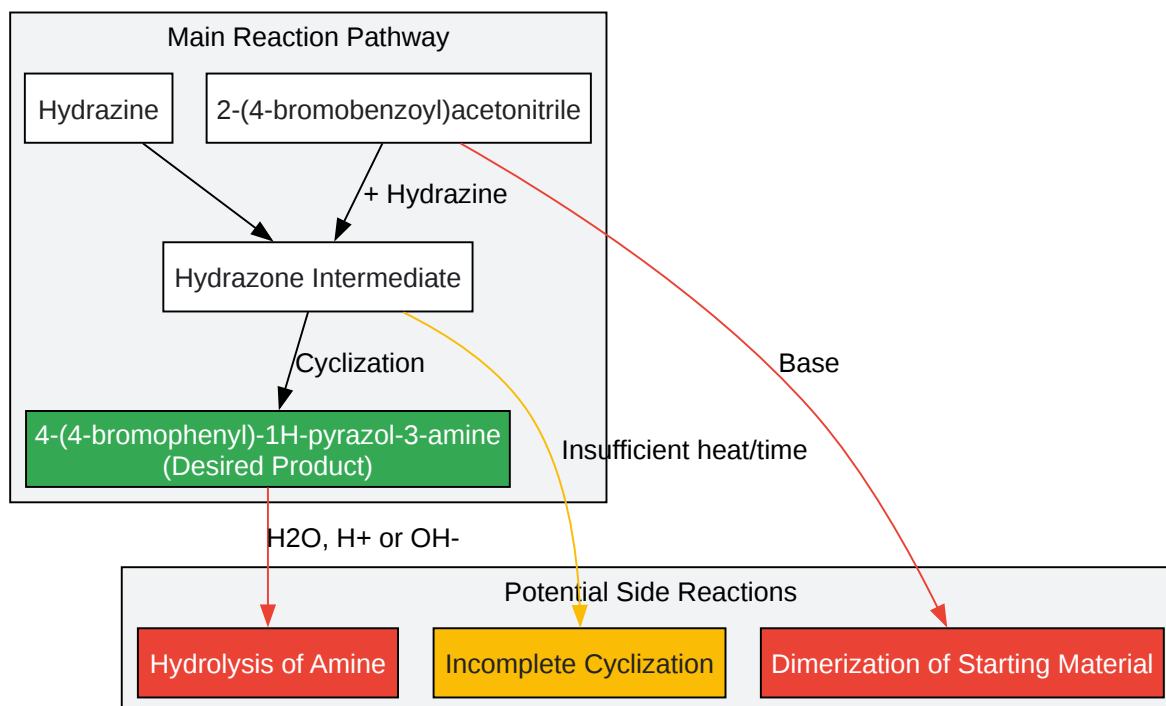 Main Reaction Pathway
Hydrazine
2-(4-bromobenzoyl)acetonitrile
+ Hydrazine
Hydrazone Intermediate
Cyclization
Base
4-(4-bromophenyl)-1H-pyrazol-3-amine
(Desired Product)
Insufficient heat/time
H2O, H+ or OH-
Potential Side Reactions
Hydrolysis of Amine
Incomplete Cyclization
Dimerization of Starting Material